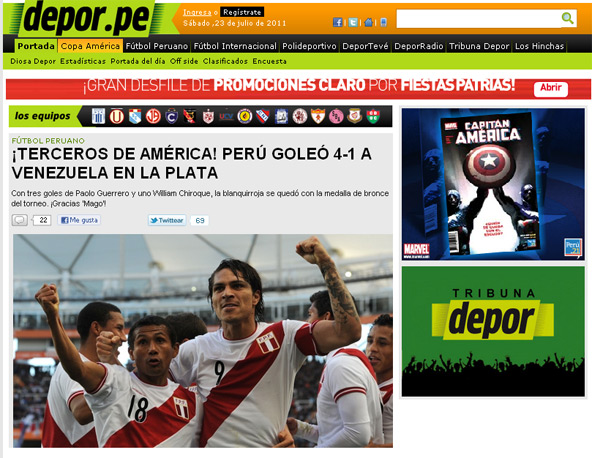 depor.pe
Ingresa o Regístrate
Sábado, 23 de julio de 2011
Portada Copa América Fútbol Peruano Fútbol Internacional Polideportivo DeporTevé DeporRadio Tribuna Depor Los Hinchas
Diosa Depor Estadísticas Portada del día Off side Clasificados Encuesta
¡GRAN DESFILE DE PROMOCIONES CLARO POR FIESTAS PATRIAS! Abrir
los equipos
FÚTBOL PERUANO
¡TERCEROS DE AMÉRICA! PERÚ GOLEÓ 4-1 A
VENEZUELA EN LA PLATA
Con tres goles de Paolo Guerrero y uno William Chiroque, la blanquirroja se quedó con la medalla de bronce
del torneo. ¡Gracias 'Mago'!
22 Me gusta Twittear 69
18
9
CAPITÁN
AMÉRICA
MARVEL
Perú 21
TRIBUNA
depor